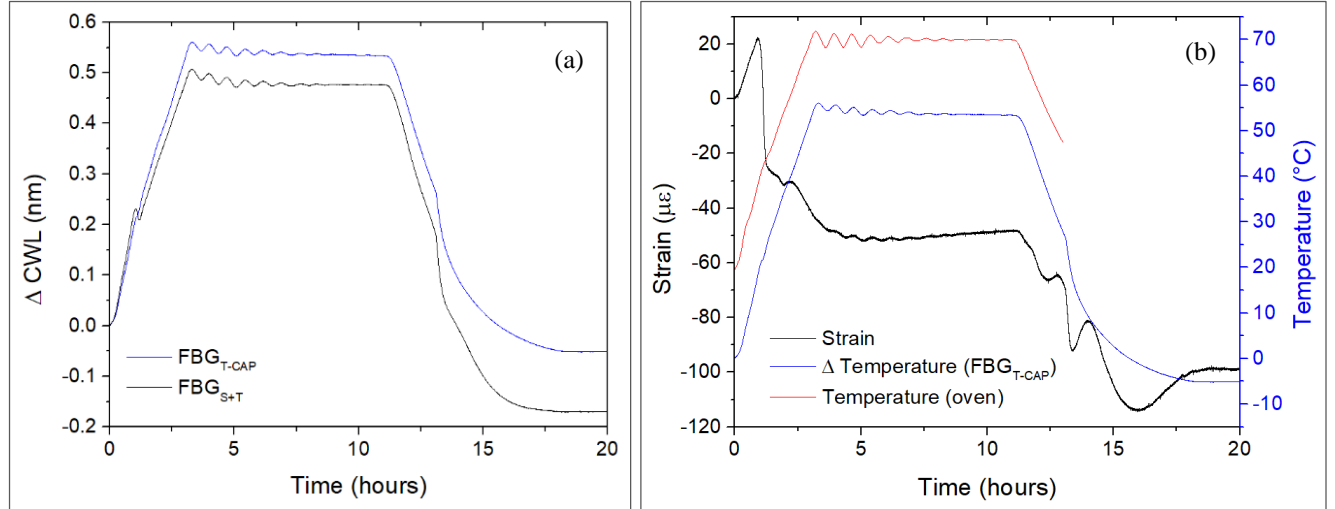 (a)
0.6
0.5
0.4
0.3
0.2
0.1
0.0
-0.1
-0.2
Δ CWL (nm)
FBG_T-CAP
FBG_S+T
0 5 10 15 20
Time (hours)
(b)
20
0
-20
-40
-60
-80
-100
-120
Strain (με)
70
60
50
40
30
20
10
0
-10
Temperature (°C)
Strain
Δ Temperature (FBG_T-CAP)
Temperature (oven)
0 5 10 15 20
Time (hours)